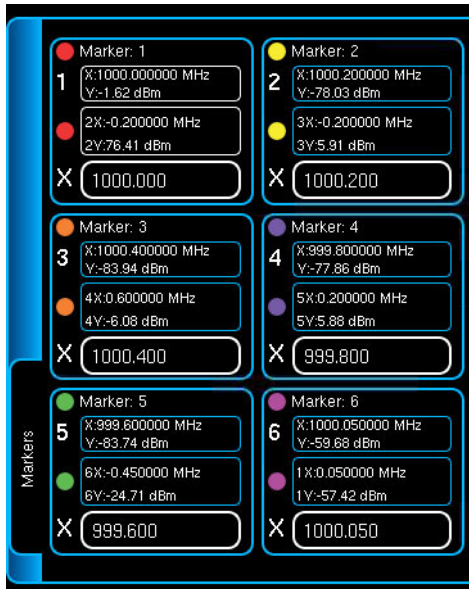 Marker: 1
1
X:1000.000000 MHz
Y:-1.62 dBm
2X:-0.200000 MHz
2Y:76.41 dBm
X 1000.000
Marker: 2
2
X:1000.200000 MHz
Y:-78.03 dBm
3X:-0.200000 MHz
3Y:5.91 dBm
X 1000.200
Marker: 3
3
X:1000.400000 MHz
Y:-83.94 dBm
4X:0.600000 MHz
4Y:-6.08 dBm
X 1000.400
Marker: 4
4
X:999.800000 MHz
Y:-77.86 dBm
5X:0.200000 MHz
5Y:5.88 dBm
X 999.800
Marker: 5
5
X:999.600000 MHz
Y:-83.74 dBm
6X:-0.450000 MHz
6Y:-24.71 dBm
X 999.600
Marker: 6
6
X:1000.050000 MHz
Y:-59.68 dBm
1X:0.050000 MHz
1Y:-57.42 dBm
X 1000.050
Markers